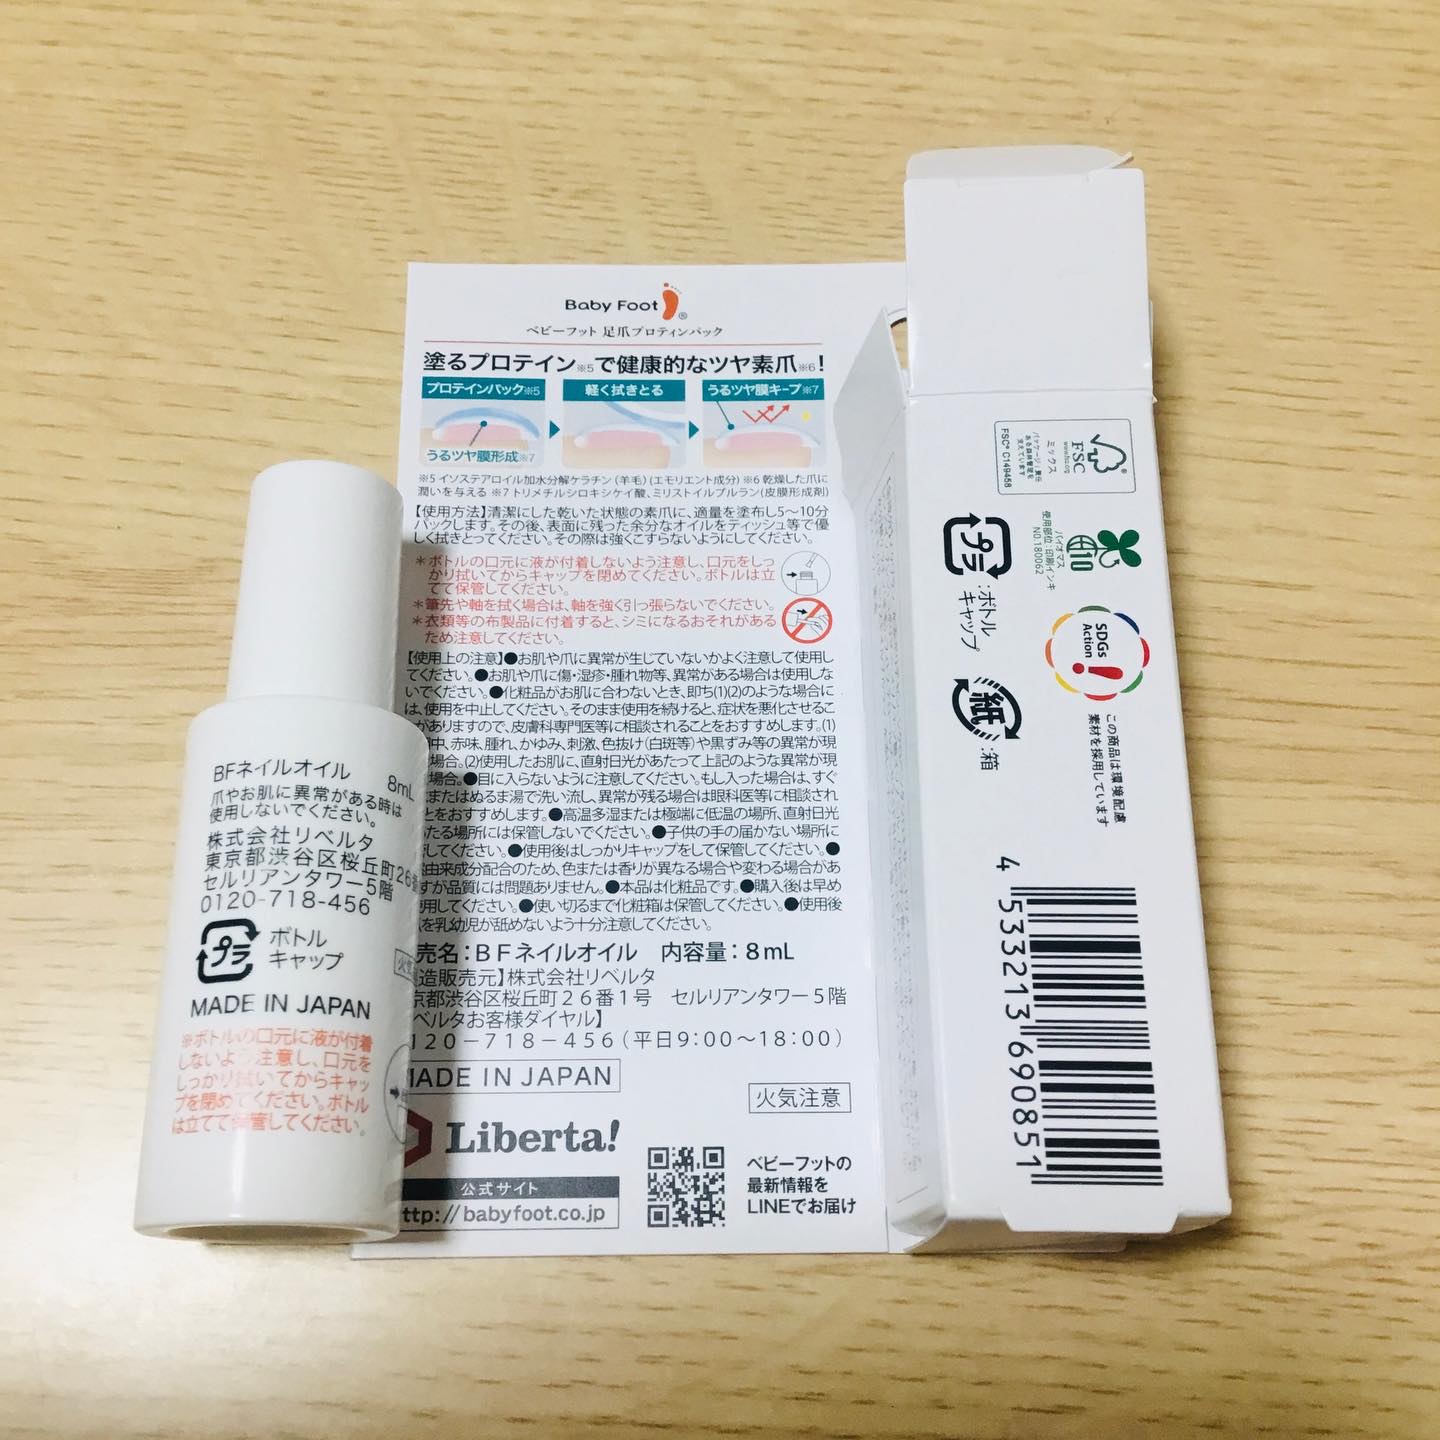 Baby Foot®
ベビーフット 足爪プロティンパック
塗るプロテイン※5で健康的なツヤ素爪※6!
プロテインパック※5
軽く拭きとる
うるツヤ膜キープ※7
うるツヤ膜形成※7
※5 イソステアロイル加水分解ケラチン(羊毛)(エモリエント成分) ※6 乾燥した爪に
潤いを与える ※7 トリメチルシロキシケイ酸、ミリストイルプルラン(皮膜形成剤)
【使用方法】清潔にした乾いた状態の素爪に、適量を塗布し5~10分
パックします。その後、表面に残った余分なオイルをティッシュ等で優
しく拭きとってください。その際は強くこすらないようにしてください。
*ボトルの口元に液が付着しないよう注意し、口元をしっ
かり拭いてからキャップを閉めてください。ボトルは立
てて保管してください。
*筆先や軸を拭く場合は、軸を強く引っ張らないでください。
*衣類等の布製品に付着すると、シミになるおそれがある
ため注意してください。
【使用上の注意】●お肌や爪に異常が生じていないかよく注意して使用し
てください。●お肌や爪に傷・湿疹・腫れ物等、異常がある場合は使用しな
いでください。●化粧品がお肌に合わないとき、即ち(1)(2)のような場合に
は、使用を中止してください。そのまま使用を続けると、症状を悪化させるこ
がありますので、皮膚科専門医等に相談されることをおすすめします。(1)
中、赤味、腫れ、かゆみ、刺激、色抜け(白斑等)や黒ずみ等の異常が現
場合。(2)使用したお肌に、直射日光があたって上記のような異常が現
場合。●目に入らないように注意してください。もし入った場合は、すぐ
またはぬるま湯で洗い流し、異常が残る場合は眼科医等に相談され
とをおすすめします。●高温多湿または極端に低温の場所、直射日光
たる場所には保管しないでください。●子供の手の届かない場所に
してください。●使用後はしっかりキャップをして保管してください。●
由来成分配合のため、色または香りが異なる場合や変わる場合があ
すが品質には問題ありません。●本品は化粧品です。●購入後は早め
使用してください。●使い切るまで化粧箱は保管してください。●使用後
を乳幼児が舐めないよう十分注意してください。
売名:BFネイルオイル 内容量:8mL
造販売元】株式会社リベルタ
京都渋谷区桜丘町26番1号 セルリアンタワー5階
ベルタお客様ダイヤル】
120-718-456(平日9:00~18:00)
MADE IN JAPAN
火気注意
Liberta!
公式サイト
ttp://babyfoot.co.jp
ベビーフットの
最新情報を
LINEでお届け
BFネイルオイル 8mL
爪やお肌に異常がある時は
使用しないでください。
株式会社リベルタ
東京都渋谷区桜丘町26番
セルリアンタワー5階
0120-718-456
プラ
ボトル
キャップ
火気
MADE IN JAPAN
※ボトルの口元に液が付着
しないよう注意し、口元を
しっかり拭いてからキャッ
プを閉めてください。ボトル
は立てて保管してください。
FSC
www.fsc.org
ミックス
パッケージ|責任
ある森林管理を
支えています
FSC® C149458
10
バイオマス
使用部位:印刷インキ
NO.180062
プラ
:ボトル
キャップ
紙
:箱
SDGs
Action!
この商品は環境配慮
素材を採用しています
4 533213 690851